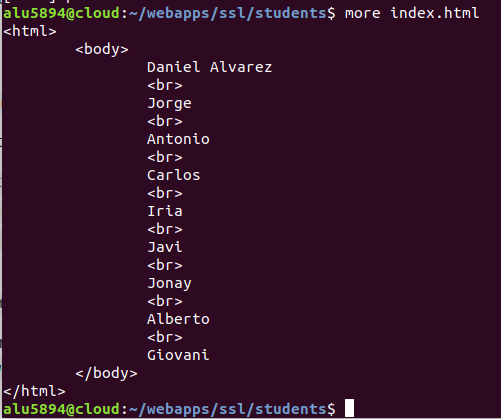 alu5894@cloud:~/webapps/ssl/students$ more index.html
<html>
<body>
Daniel Alvarez
<br>
Jorge
<br>
Antonio
<br>
Carlos
<br>
Iria
<br>
Javi
<br>
Jonay
<br>
Alberto
<br>
Giovani
</body>
</html>
alu5894@cloud:~/webapps/ssl/students$